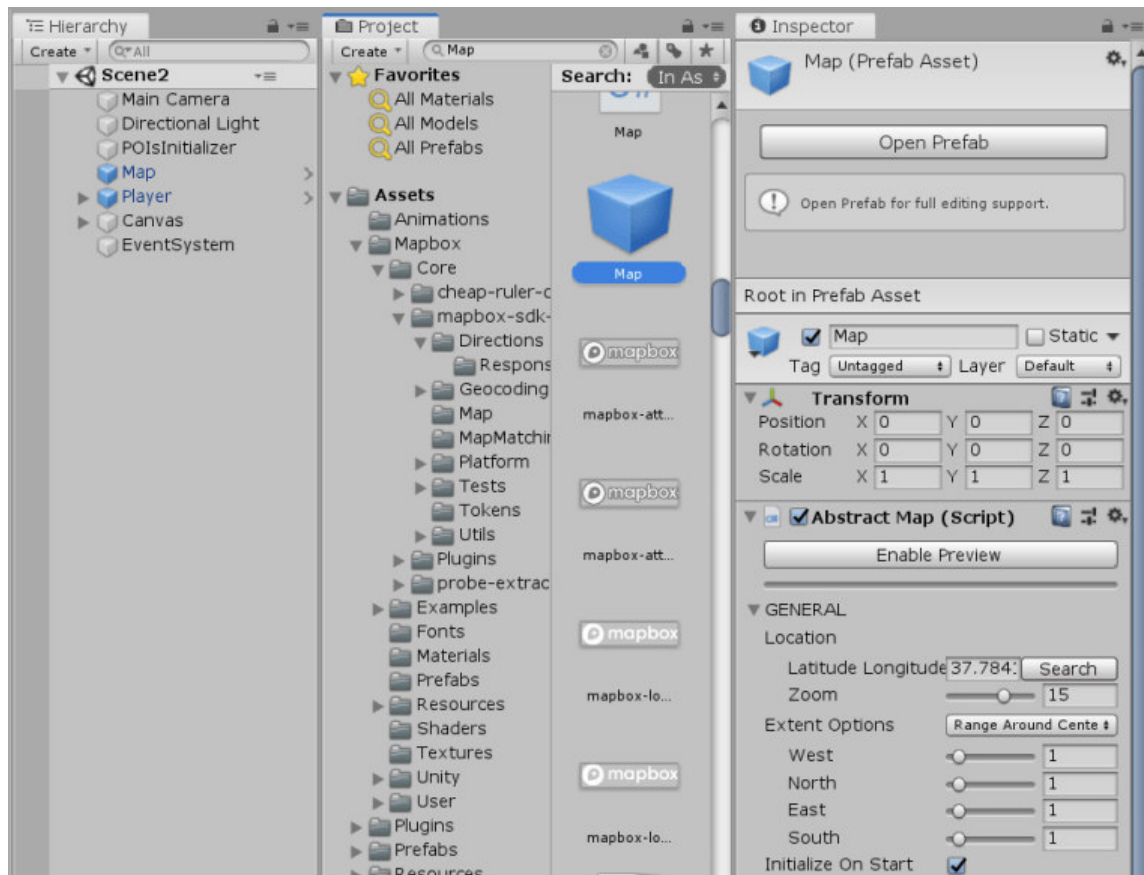 Hierarchy
Create
All
Scene2
Main Camera
Directional Light
POIsInitializer
Map
Player
Canvas
EventSystem
Project
Create
Map
Favorites
All Materials
All Models
All Prefabs
Assets
Animations
Mapbox
Core
cheap-ruler-c
mapbox-sdk-
Directions
Respons
Geocoding
Map
MapMatchin
Platform
Tests
Tokens
Utils
Plugins
probe-extrac
Examples
Fonts
Materials
Prefabs
Resources
Shaders
Textures
Unity
User
Plugins
Prefabs
Resources
Search: In As
Map
Map
mapbox
mapbox-att...
mapbox
mapbox-att...
mapbox
mapbox-lo...
mapbox
mapbox-lo...
Inspector
Map (Prefab Asset)
Open Prefab
Open Prefab for full editing support.
Root in Prefab Asset
Map Static
Tag Untagged Layer Default
Transform
Position X 0 Y 0 Z 0
Rotation X 0 Y 0 Z 0
Scale X 1 Y 1 Z 1
Abstract Map (Script)
Enable Preview
GENERAL
Location
Latitude Longitude 37.784 Search
Zoom 15
Extent Options Range Around Cente
West 1
North 1
East 1
South 1
Initialize On Start